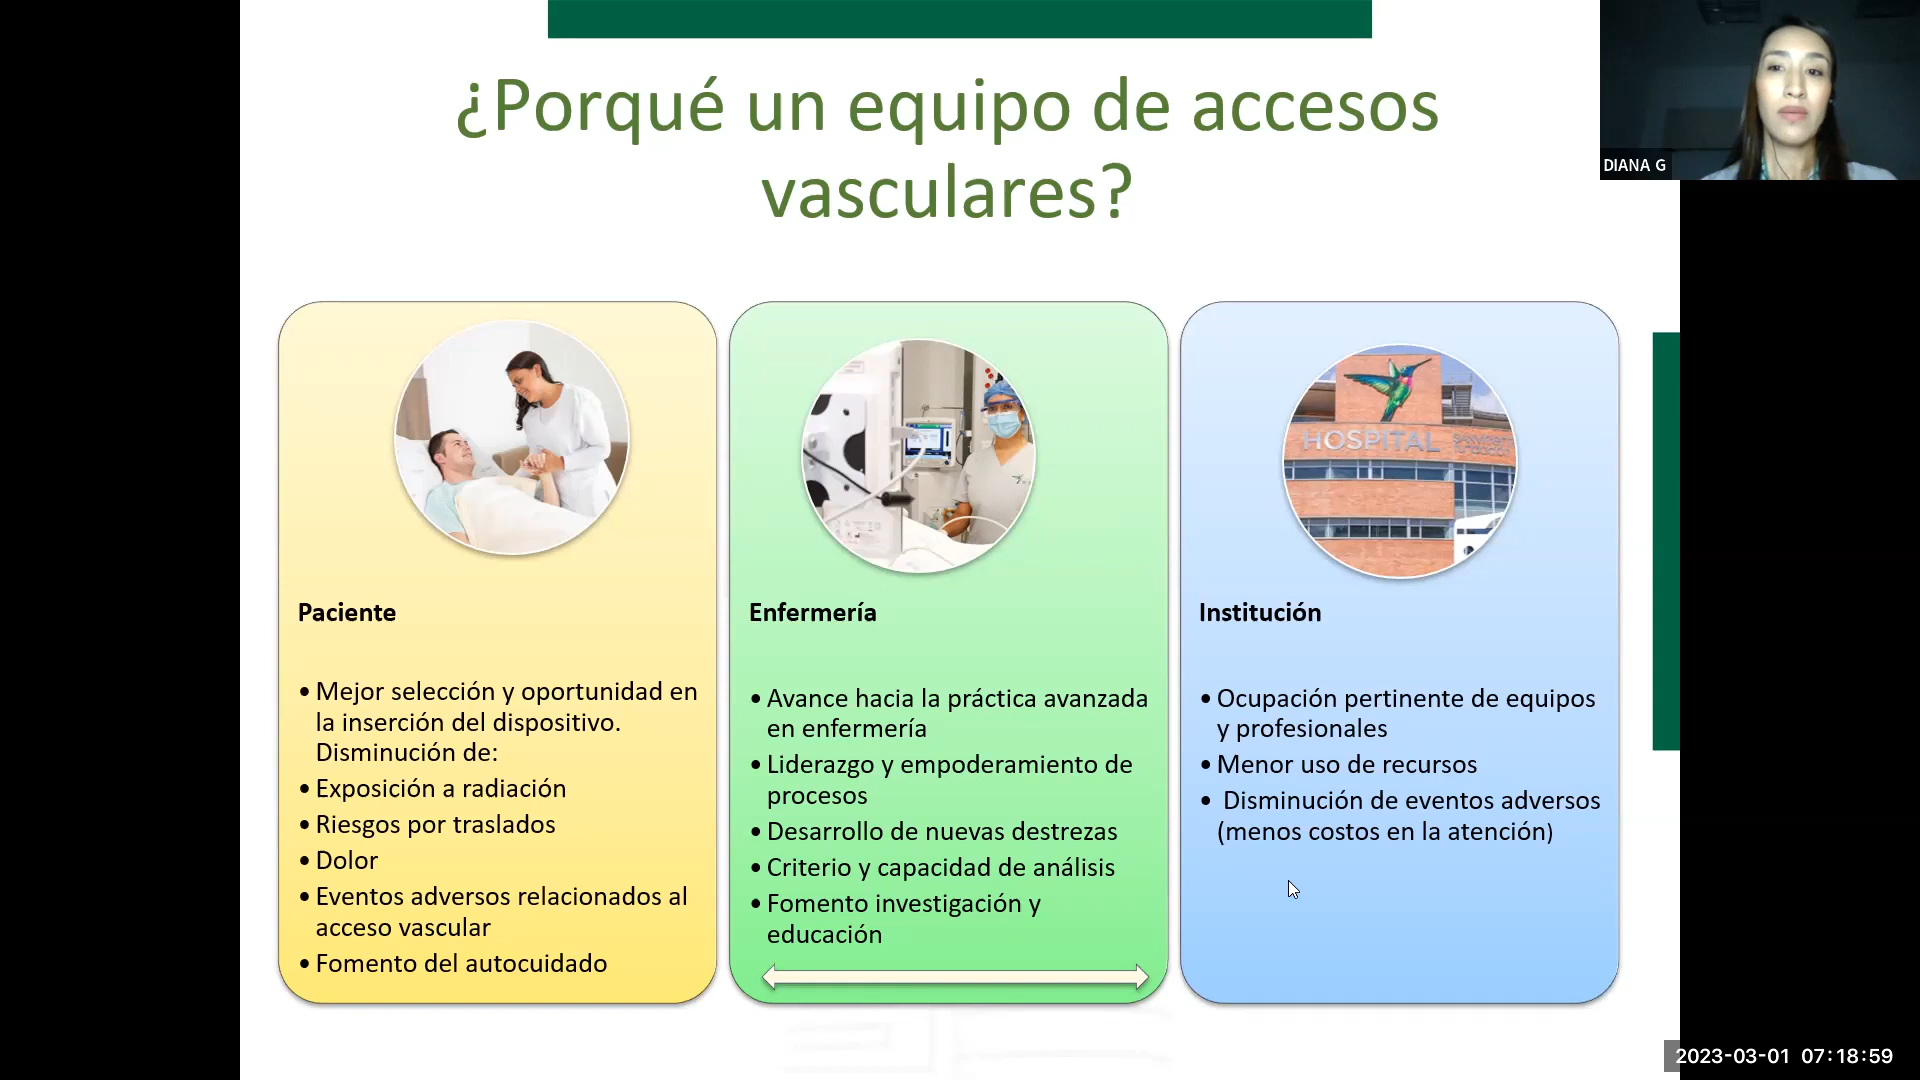 ¿Porqué un equipo de accesos
vasculares?
DIANA G
HOSPITAL
Paciente
• Mejor selección y oportunidad en
la inserción del dispositivo.
Disminución de:
• Exposición a radiación
• Riesgos por traslados
• Dolor
• Eventos adversos relacionados al
acceso vascular
• Fomento del autocuidado
Enfermería
• Avance hacia la práctica avanzada
en enfermería
• Liderazgo y empoderamiento de
procesos
• Desarrollo de nuevas destrezas
• Criterio y capacidad de análisis
• Fomento investigación y
educación
Institución
• Ocupación pertinente de equipos
y profesionales
• Menor uso de recursos
• Disminución de eventos adversos
(menos costos en la atención)
2023-03-01 07:18:59